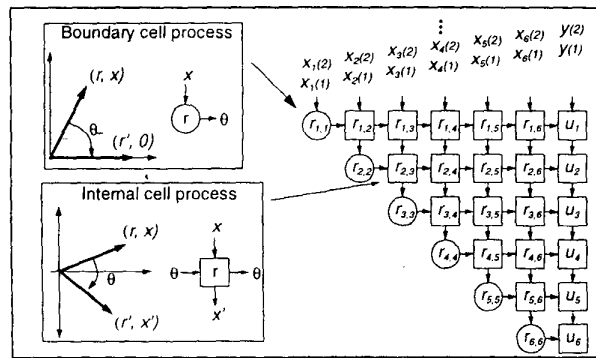 Boundary cell process
(r, x)
θ
(r', 0)
x
r
θ
Internal cell process
(r, x)
θ
(r', x')
x
θ
r
θ
x'
x₁(2) x₂(2) x₃(2) x₄(2) x₅(2) x₆(2) y(2)
x₁(1) x₂(1) x₃(1) x₄(1) x₅(1) x₆(1) y(1)
r₁,₁ r₁,₂ r₁,₃ r₁,₄ r₁,₅ r₁,₆ u₁
r₂,₂ r₂,₃ r₂,₄ r₂,₅ r₂,₆ u₂
r₃,₃ r₃,₄ r₃,₅ r₃,₆ u₃
r₄,₄ r₄,₅ r₄,₆ u₄
r₅,₅ r₅,₆ u₅
r₆,₆ u₆